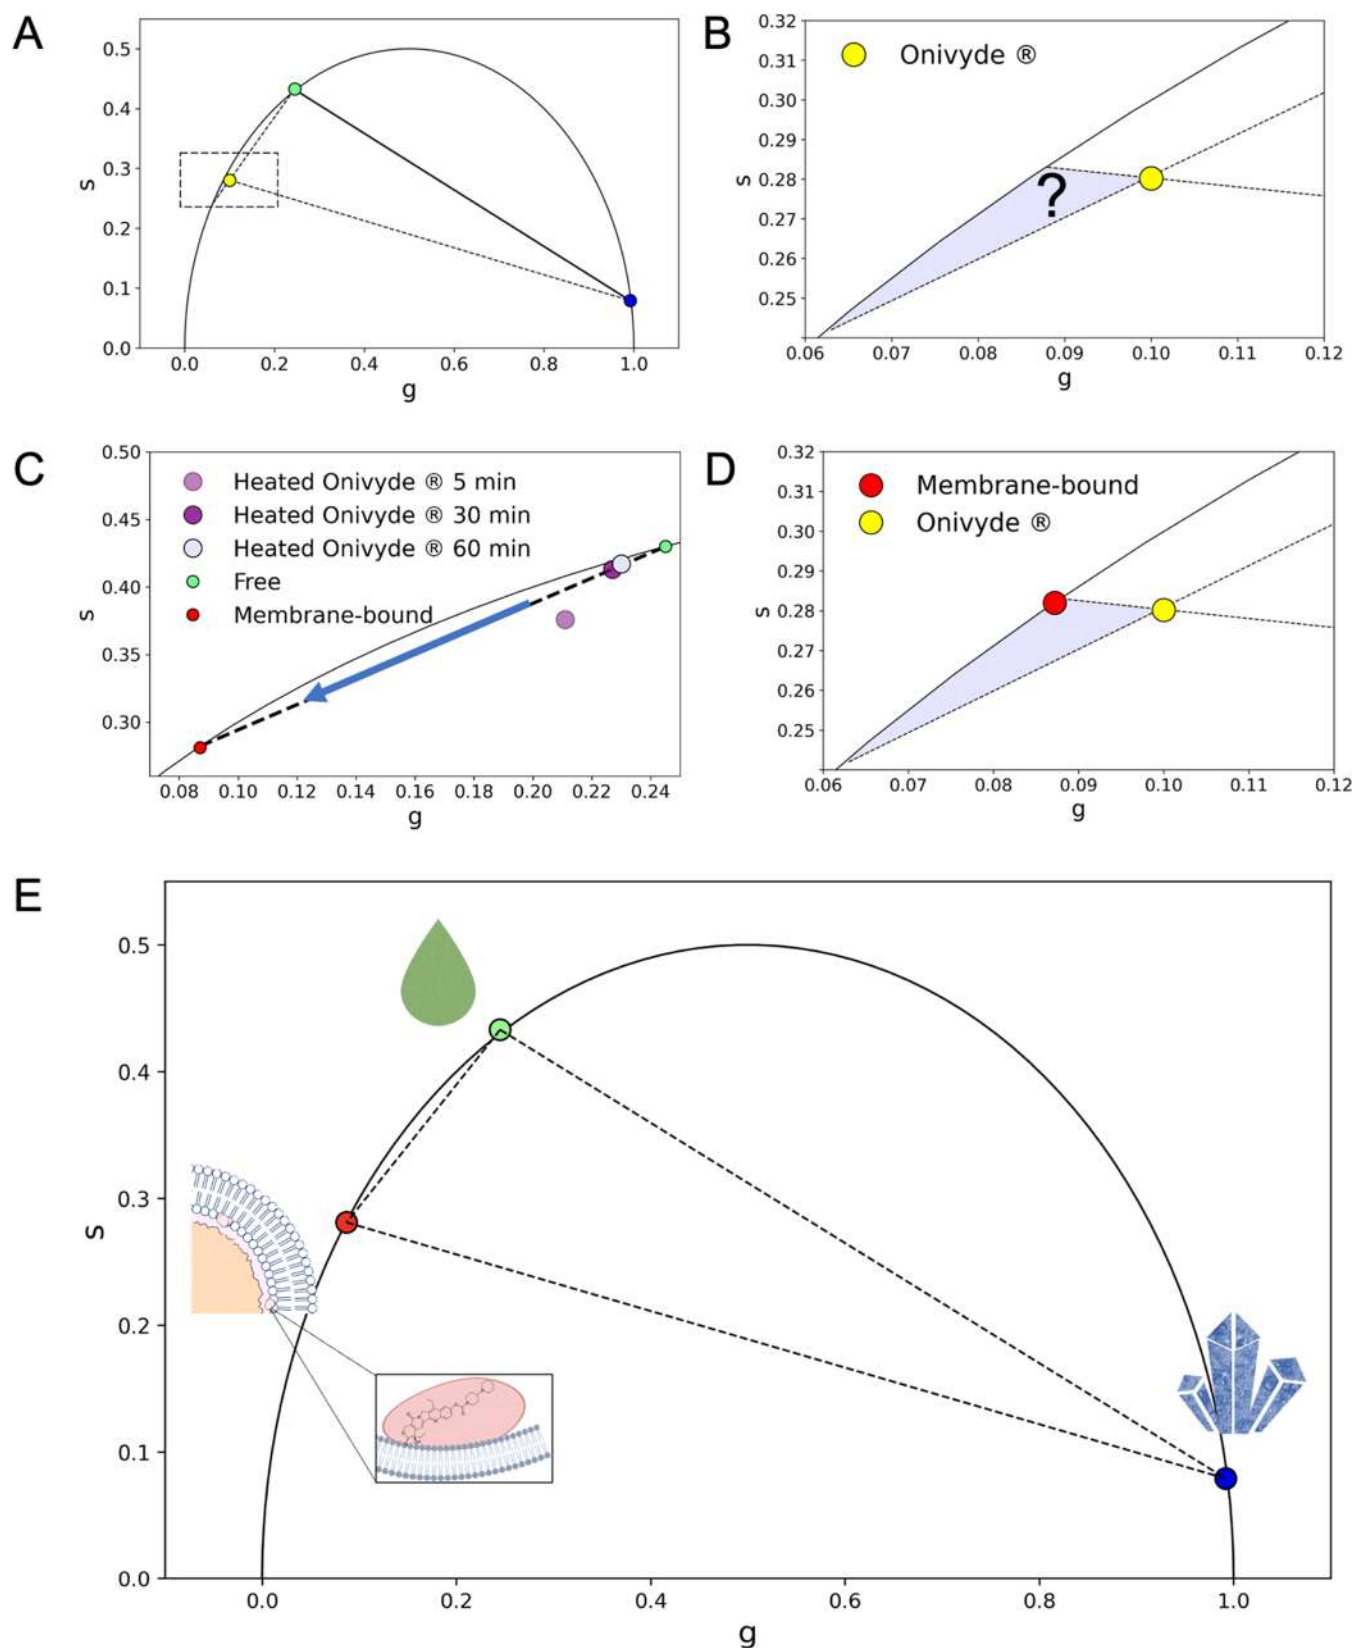 A
0.5
0.4
0.3
0.2
0.1
0.0
s
0.0 0.2 0.4 0.6 0.8 1.0
g
B
Onivyde ®
?
0.32
0.31
0.30
0.29
0.28
0.27
0.26
0.25
s
0.06 0.07 0.08 0.09 0.10 0.11 0.12
g
C
Heated Onivyde ® 5 min
Heated Onivyde ® 30 min
Heated Onivyde ® 60 min
Free
Membrane-bound
0.50
0.45
0.40
0.35
0.30
s
0.08 0.10 0.12 0.14 0.16 0.18 0.20 0.22 0.24
g
D
Membrane-bound
Onivyde ®
0.32
0.31
0.30
0.29
0.28
0.27
0.26
0.25
s
0.06 0.07 0.08 0.09 0.10 0.11 0.12
g
E
0.5
0.4
0.3
0.2
0.1
0.0
s
0.0 0.2 0.4 0.6 0.8 1.0
g